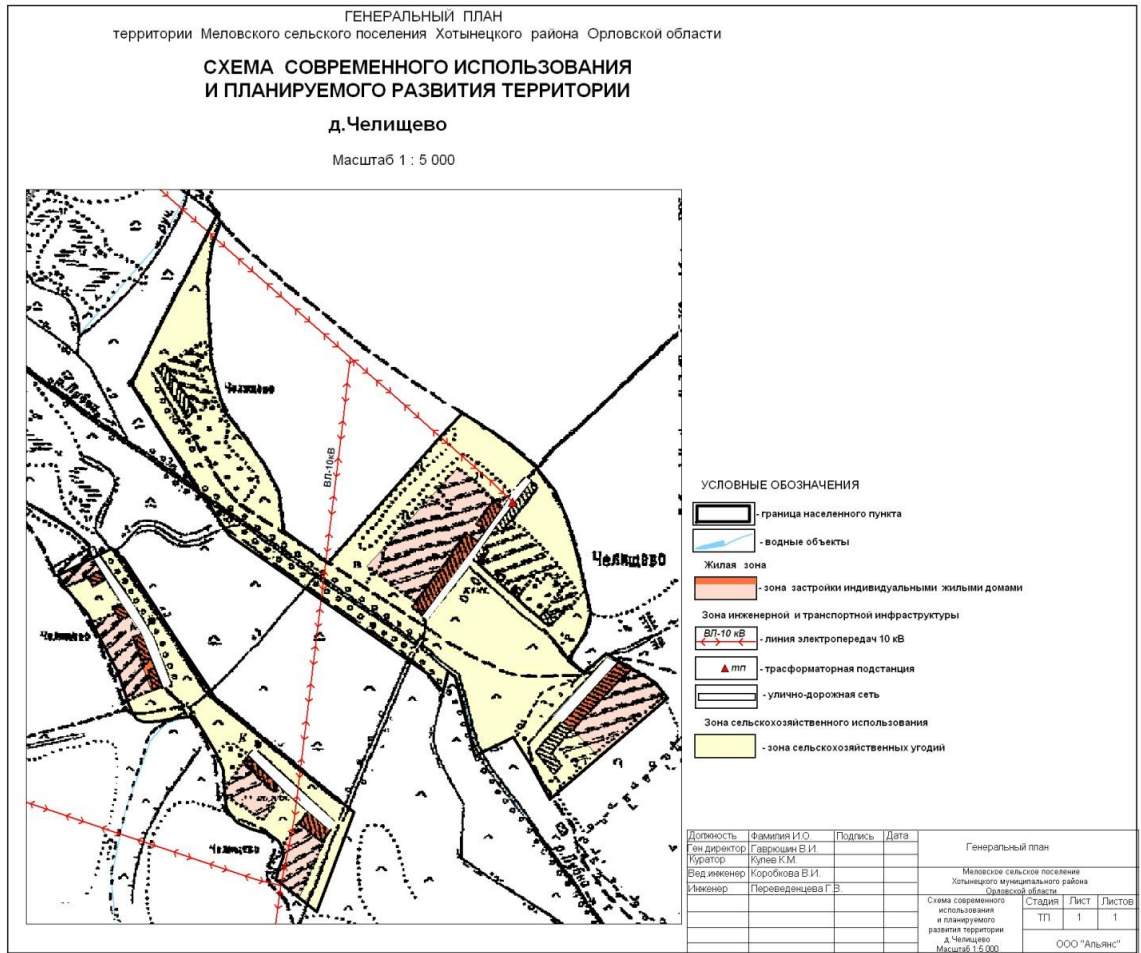 ГЕНЕРАЛЬНЫЙ ПЛАН
территории Меловского сельского поселения Хотынецкого района Орловской области
СХЕМА СОВРЕМЕННОГО ИСПОЛЬЗОВАНИЯ
И ПЛАНИРУЕМОГО РАЗВИТИЯ ТЕРРИТОРИИ
д.Челищево
Масштаб 1 : 5 000
руч.
Челищево
ВЛ-10кВ
Челищево
Челищево
Челищево
УСЛОВНЫЕ ОБОЗНАЧЕНИЯ
- граница населенного пункта
- водные объекты
Жилая зона
- зона застройки индивидуальными жилыми домами
Зона инженерной и транспортной инфраструктуры
ВЛ-10 кВ - линия электропередач 10 кВ
тп - трасформаторная подстанция
- улично-дорожная сеть
Зона сельскохозяйственного использования
- зона сельскохозяйственных угодий
Должность Фамилия И.О. Подпись Дата
Ген.директор Гаврюшин В.И.
Куратор Кулев К.М.
Вед.инженер Коробкова В.И.
Инженер Переведенцева Г.В.
Генеральный план
Меловское сельское поселение
Хотынецкого муниципального района
Орловской области
Схема современного
использования
и планируемого
развития территории
д.Челищево
Масштаб 1:5 000
Стадия Лист Листов
ТП 1 1
ООО "Альянс"